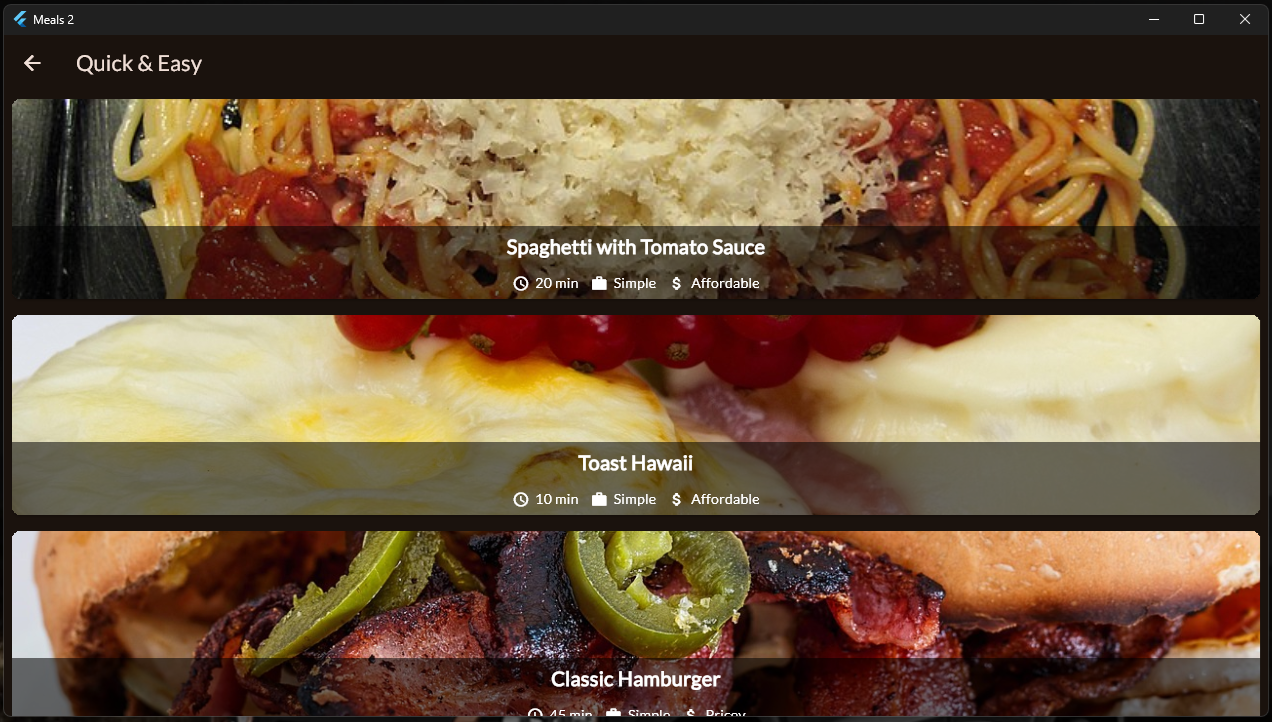 Meals 2
Quick & Easy
Spaghetti with Tomato Sauce
20 min Simple $ Affordable
Toast Hawaii
10 min Simple $ Affordable
Classic Hamburger
45 min Simple $ Pricey